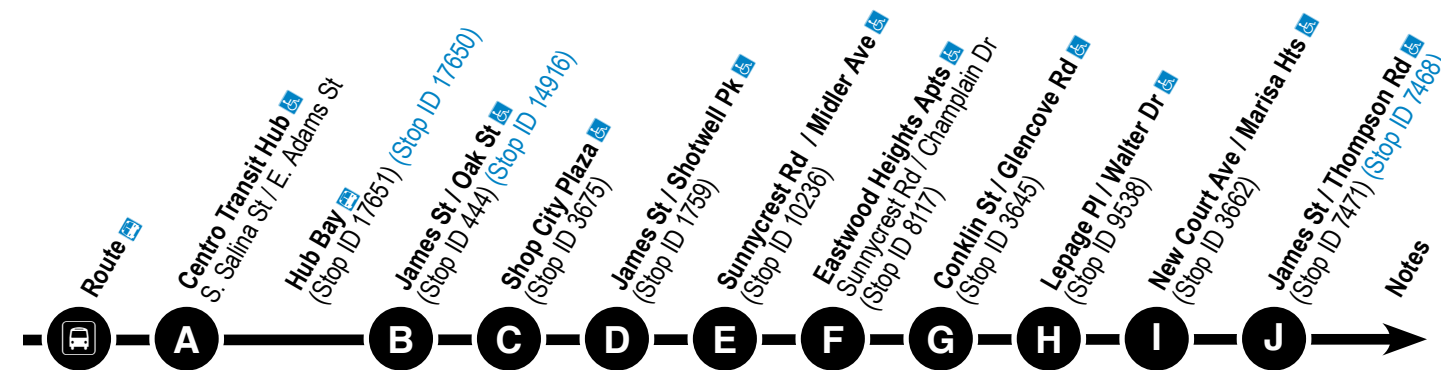 Route
Centro Transit Hub
S. Salina St / E. Adams St
Hub Bay
(Stop ID 17651) (Stop ID 17650)
James St / Oak St
(Stop ID 444) (Stop ID 14916)
Shop City Plaza
(Stop ID 3675)
James St / Shotwell Pk
(Stop ID 1759)
Sunnycrest Rd / Midler Ave
(Stop ID 10236)
Eastwood Heights Apts
Sunnycrest Rd / Champlain Dr
(Stop ID 8117)
Conklin St / Glencove Rd
(Stop ID 3645)
Lepage Pl / Walter Dr
(Stop ID 9538)
New Court Ave / Marisa Hts
(Stop ID 3662)
James St / Thompson Rd
(Stop ID 7471) (Stop ID 7468)
Notes
A B C D E F G H I J